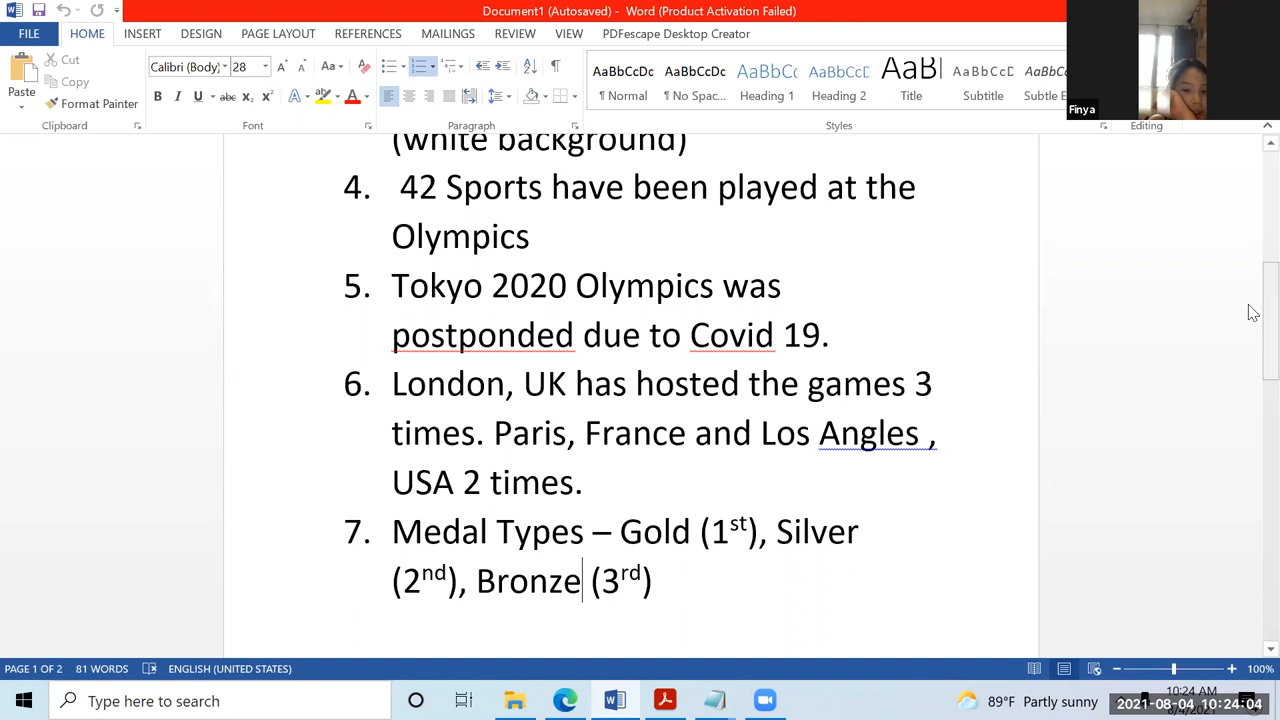 Document1 (Autosaved) - Word (Product Activation Failed)
FILE HOME INSERT DESIGN PAGE LAYOUT REFERENCES MAILINGS REVIEW VIEW PDFescape Desktop Creator
Cut
Copy
Format Painter
Paste
Clipboard
Calibri (Body) 28
Font
Paragraph
AaBbCcDc AaBbCcDc AaBbCcD AaBbCcD AaBl AaBbCcD AaBbCcD
¶ Normal ¶ No Spac... Heading 1 Heading 2 Title Subtitle Subtle E
Styles
Editing
Finya
(white background)
4. 42 Sports have been played at the
Olympics
5. Tokyo 2020 Olympics was
postponded due to Covid 19.
6. London, UK has hosted the games 3
times. Paris, France and Los Angles ,
USA 2 times.
7. Medal Types – Gold (1st), Silver
(2nd), Bronze (3rd)
PAGE 1 OF 2 81 WORDS ENGLISH (UNITED STATES) 100%
Type here to search
89°F Partly sunny
10:24 AM
2021-08-04 10:24:04